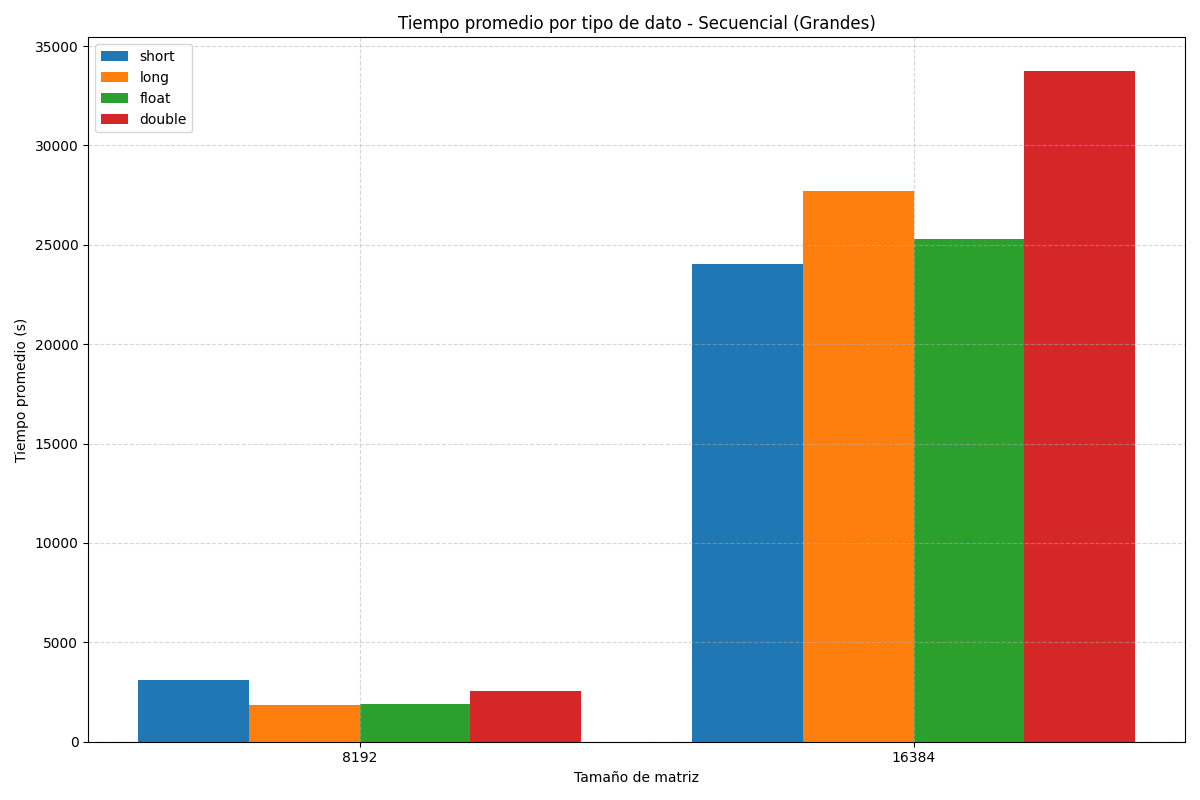 Tiempo promedio por tipo de dato - Secuencial (Grandes)
short
long
float
double
Tiempo promedio (s)
35000
30000
25000
20000
15000
10000
5000
0
8192
16384
Tamaño de matriz